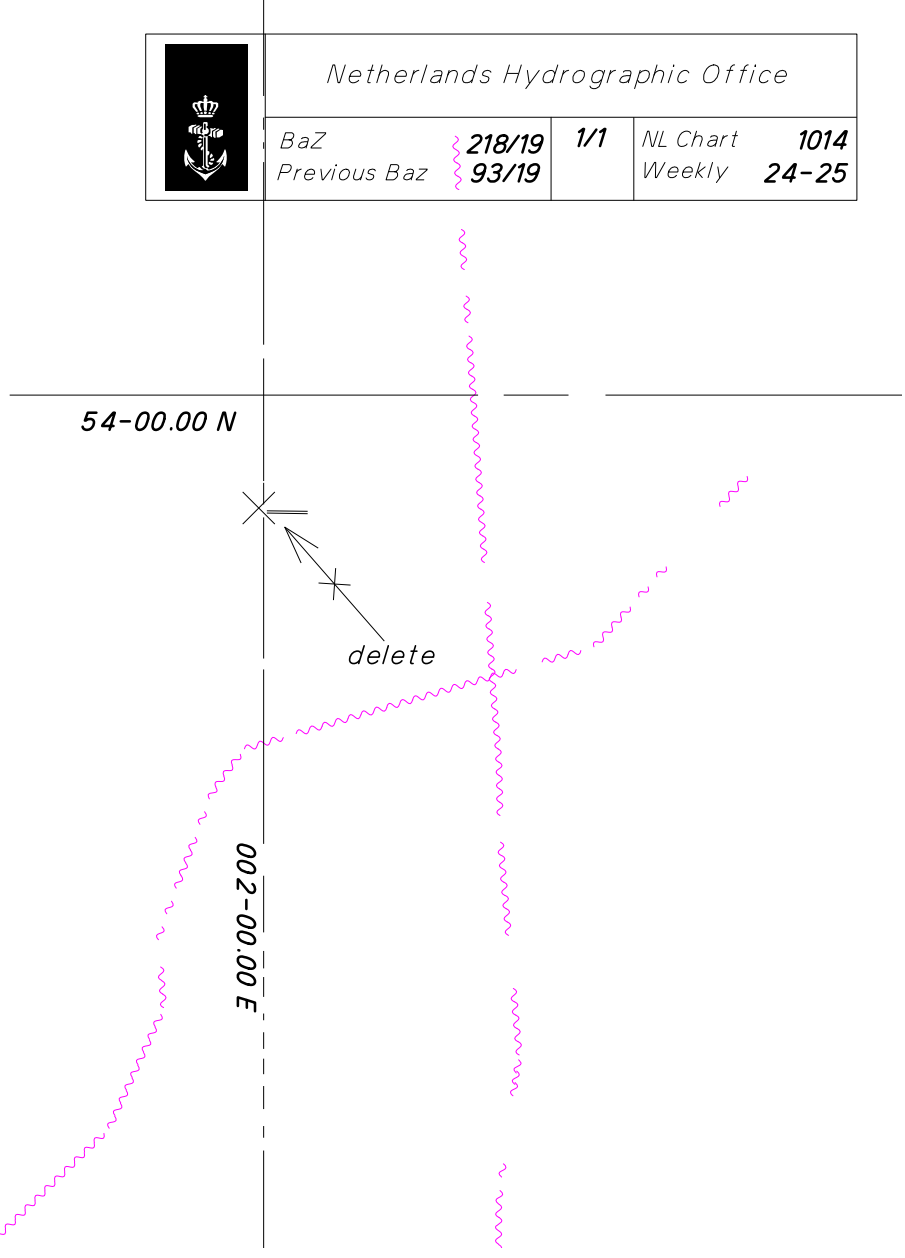 Netherlands Hydrographic Office
BaZ 218/19
Previous Baz 93/19
1/1
NL Chart 1014
Weekly 24-25
54-00.00 N
delete
002-00.00 E